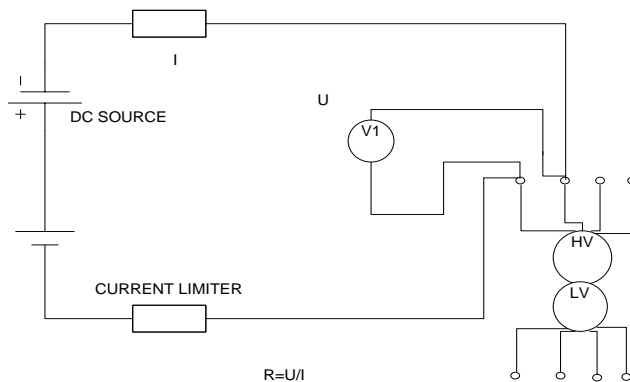 I
–
+
DC SOURCE
U
V1
HV
LV
CURRENT LIMITER
R=U/I